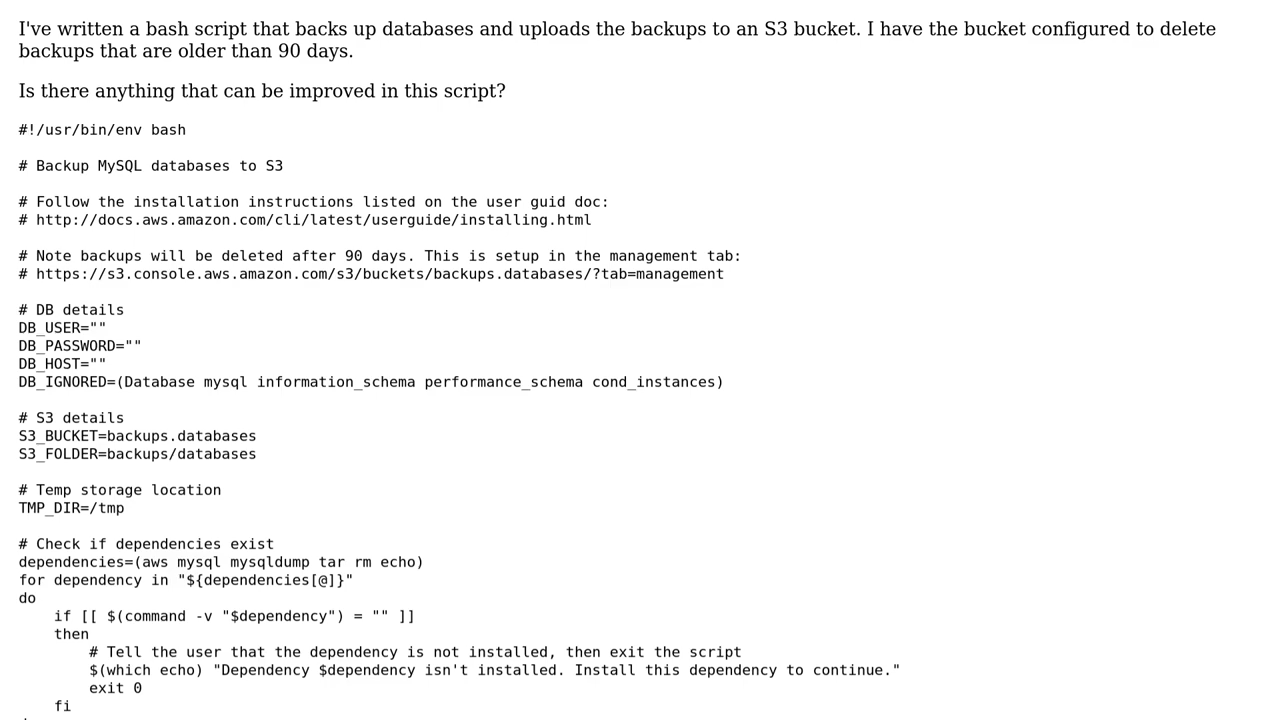 I've written a bash script that backs up databases and uploads the backups to an S3 bucket. I have the bucket configured to delete
backups that are older than 90 days.
Is there anything that can be improved in this script?
#!/usr/bin/env bash
# Backup MySQL databases to S3
# Follow the installation instructions listed on the user guid doc:
# http://docs.aws.amazon.com/cli/latest/userguide/installing.html
# Note backups will be deleted after 90 days. This is setup in the management tab:
# https://s3.console.aws.amazon.com/s3/buckets/backups.databases/?tab=management
# DB details
DB_USER=""
DB_PASSWORD=""
DB_HOST=""
DB_IGNORED=(Database mysql information_schema performance_schema cond_instances)
# S3 details
S3_BUCKET=backups.databases
S3_FOLDER=backups/databases
# Temp storage location
TMP_DIR=/tmp
# Check if dependencies exist
dependencies=(aws mysql mysqldump tar rm echo)
for dependency in "${dependencies[@]}"
do
    if [[ $(command -v "$dependency") = "" ]]
    then
        # Tell the user that the dependency is not installed, then exit the script
        $(which echo) "Dependency $dependency isn't installed. Install this dependency to continue."
        exit 0
    fi